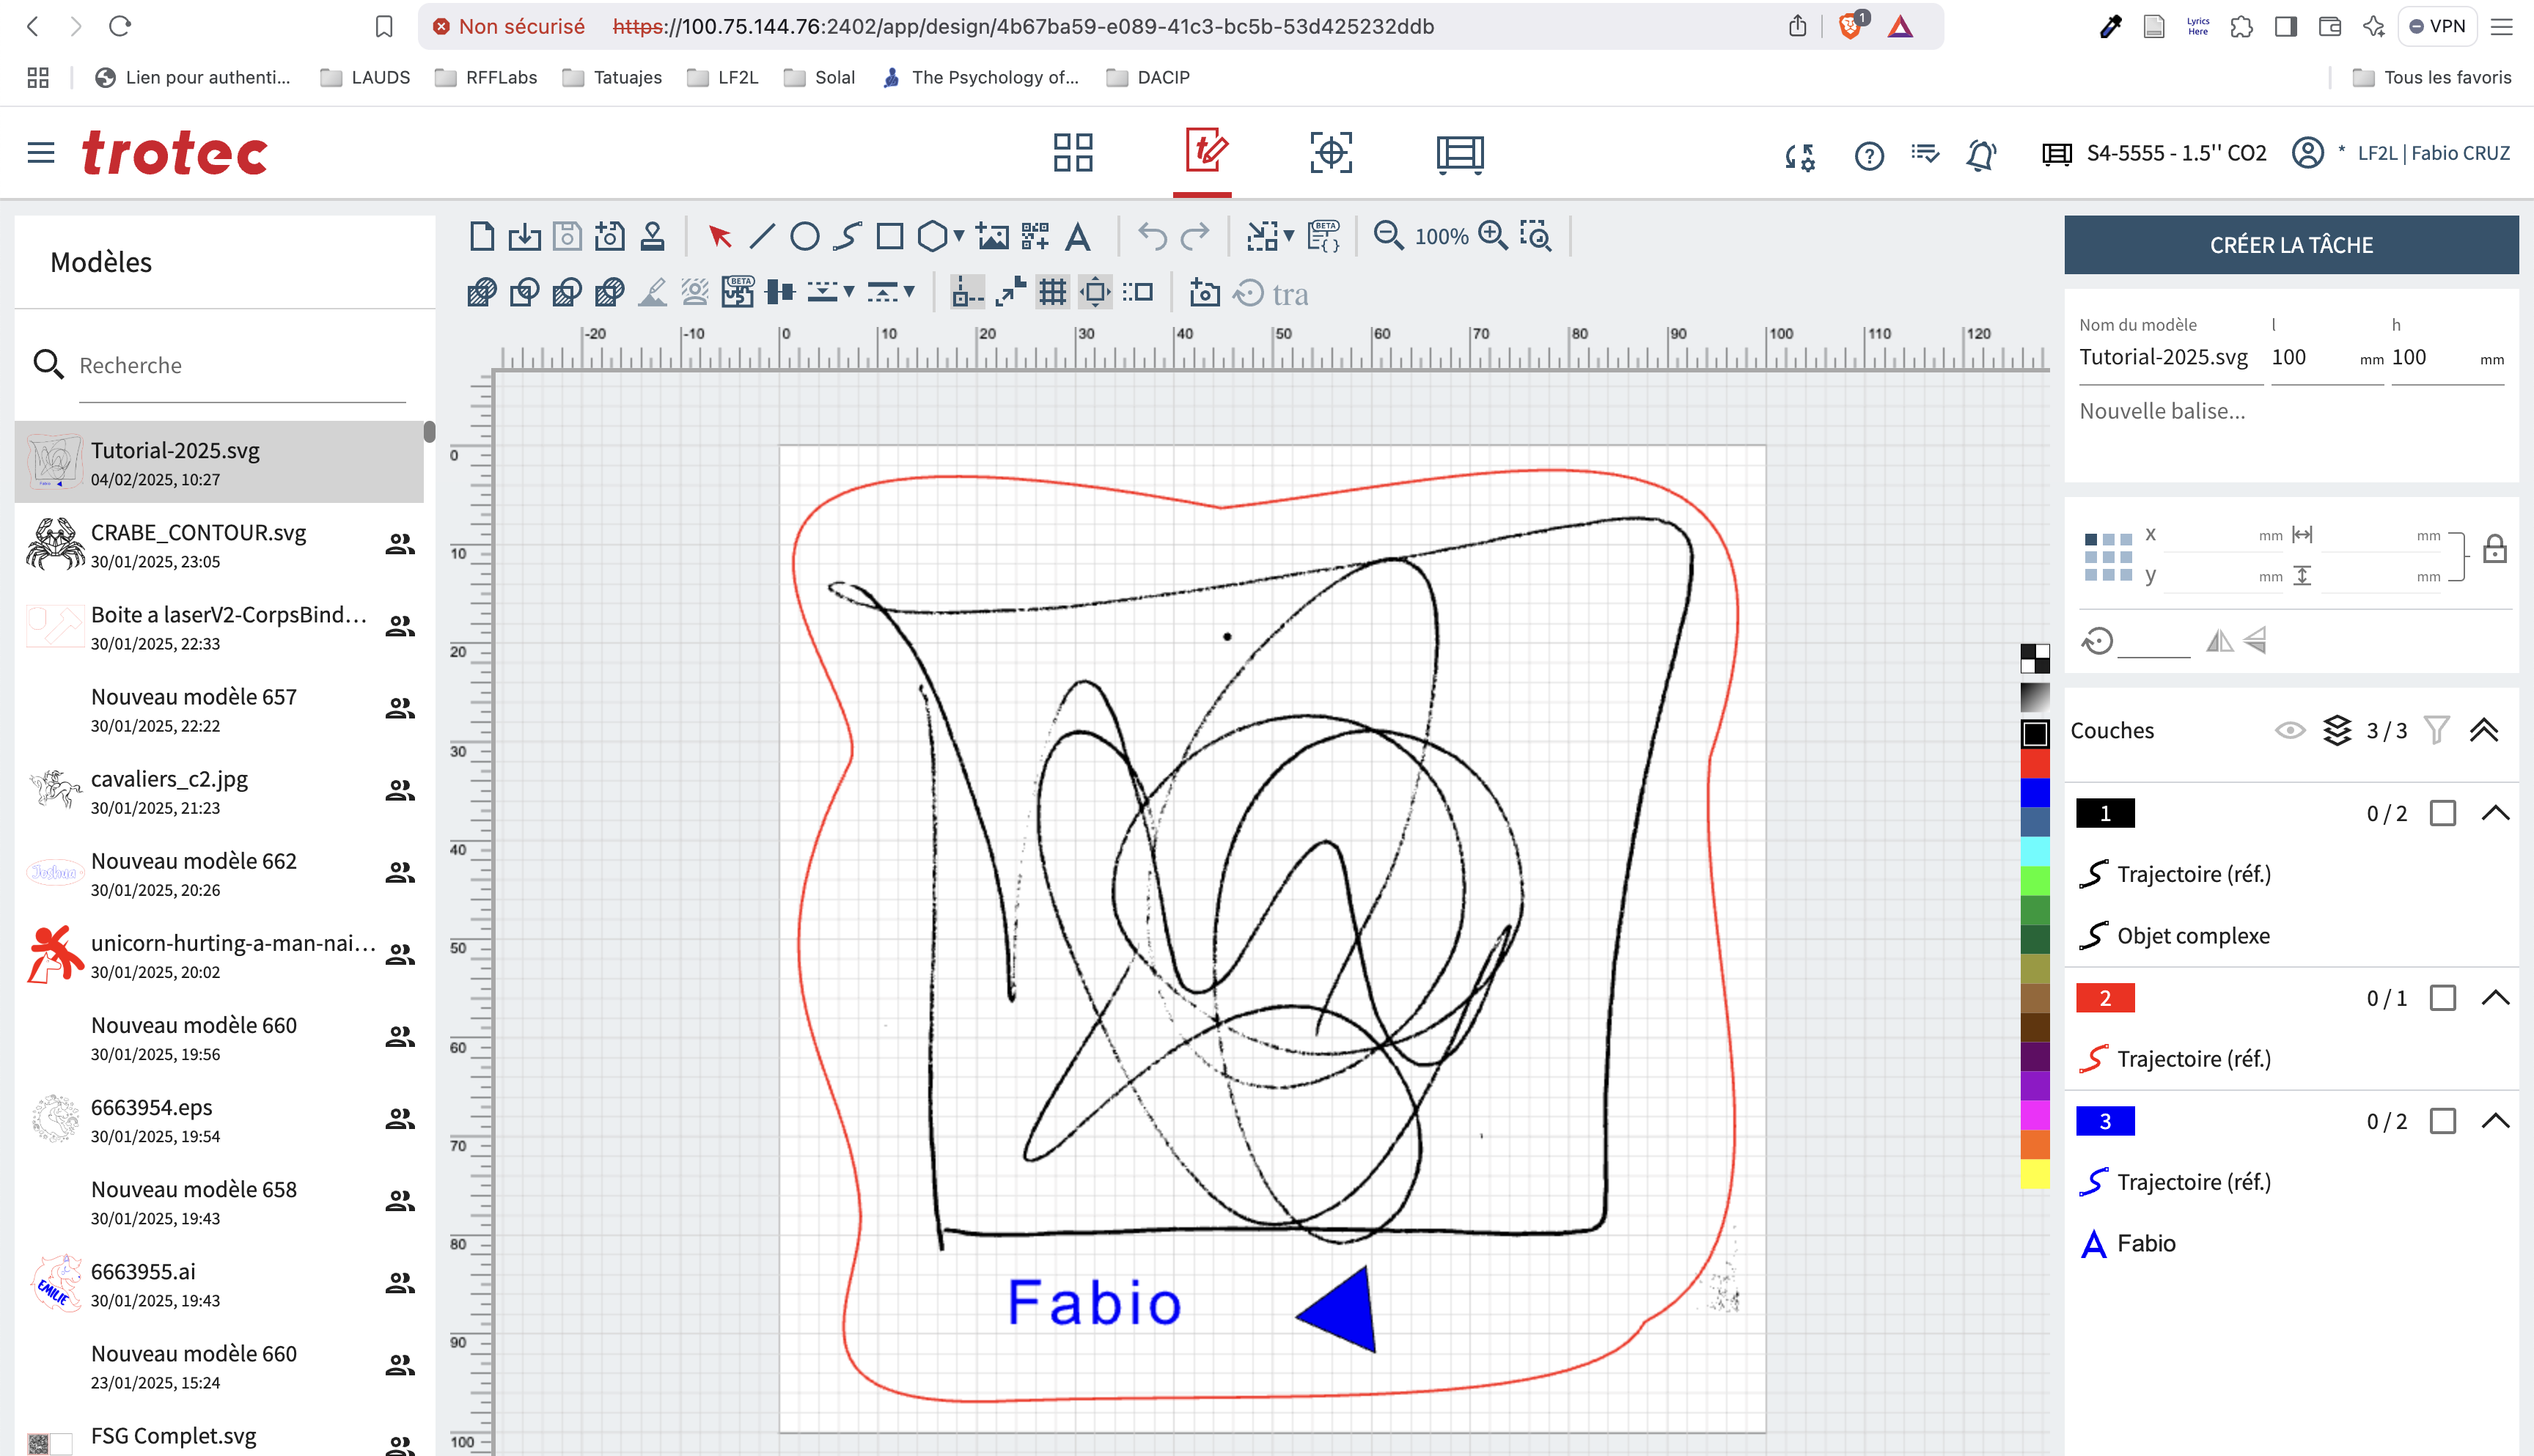 Non sécurisé https://100.75.144.76:2402/app/design/4b67ba59-e089-41c3-bc5b-53d425232ddb
1
Lyrics Here
VPN
Lien pour authenti...
LAUDS
RFFLabs
Tatuajes
LF2L
Solal
The Psychology of...
DACIP
Tous les favoris
trotec
S4-5555 - 1.5'' CO2
* LF2L | Fabio CRUZ
Modèles
Recherche
Tutorial-2025.svg
04/02/2025, 10:27
CRABE_CONTOUR.svg
30/01/2025, 23:05
Boite a laserV2-CorpsBind...
30/01/2025, 22:33
Nouveau modèle 657
30/01/2025, 22:22
cavaliers_c2.jpg
30/01/2025, 21:23
Joshua
Nouveau modèle 662
30/01/2025, 20:26
unicorn-hurting-a-man-nai...
30/01/2025, 20:02
Nouveau modèle 660
30/01/2025, 19:56
6663954.eps
30/01/2025, 19:54
Nouveau modèle 658
30/01/2025, 19:43
EMILIE
6663955.ai
30/01/2025, 19:43
Nouveau modèle 660
23/01/2025, 15:24
FSG Complet.svg
BETA
100%
BETA
tra
-20 -10 0 10 20 30 40 50 60 70 80 90 100 110 120
0
10
20
30
40
50
60
70
80
90
100
Fabio
CRÉER LA TÂCHE
Nom du modèle l h
Tutorial-2025.svg 100 mm 100 mm
Nouvelle balise...
x mm mm
y mm mm
Couches 3 / 3
1 0 / 2
Trajectoire (réf.)
Objet complexe
2 0 / 1
Trajectoire (réf.)
3 0 / 2
Trajectoire (réf.)
A Fabio